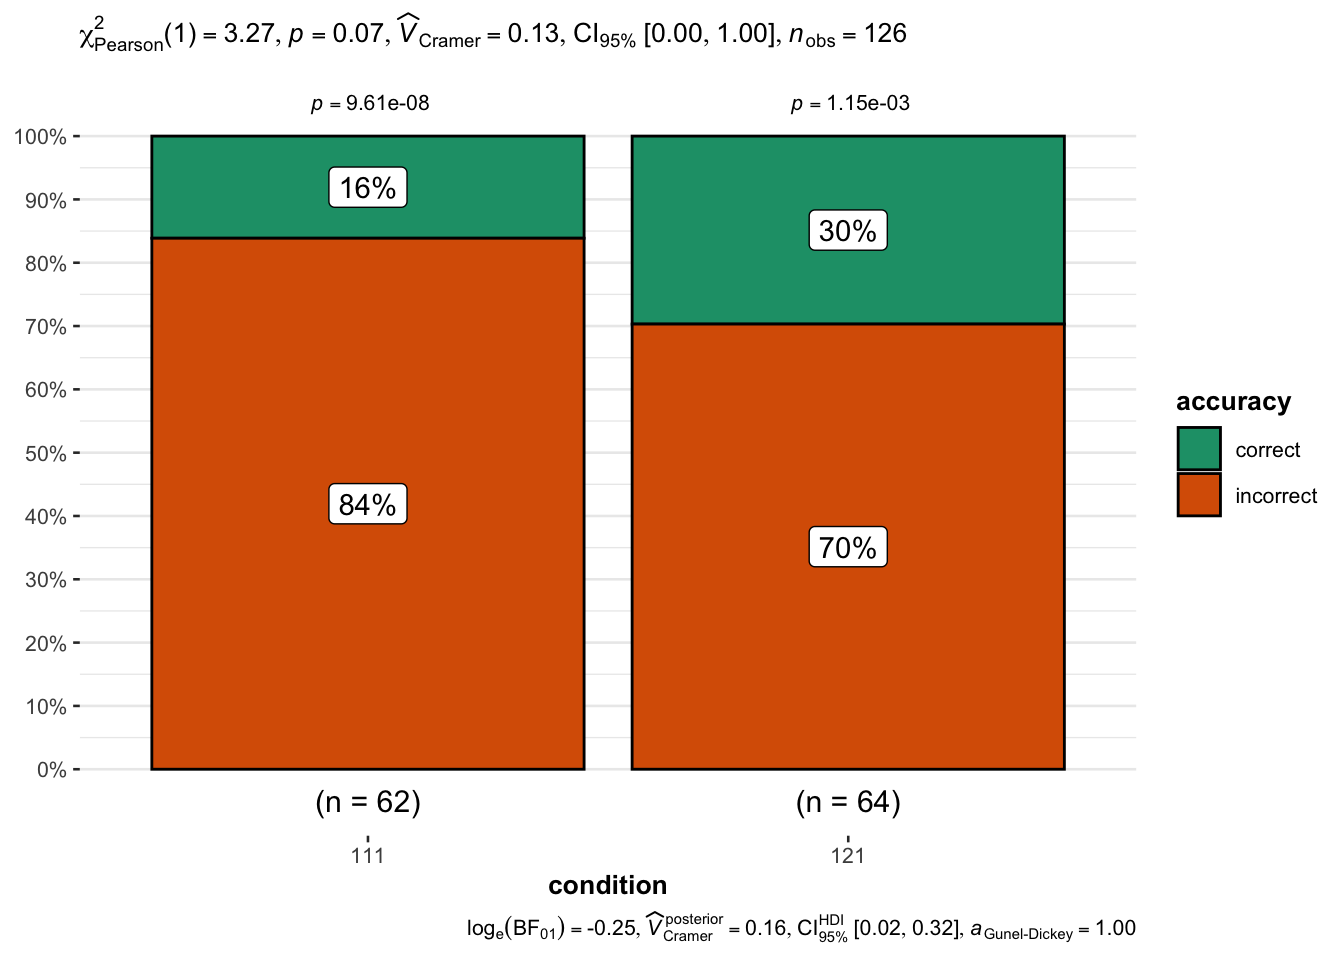 χ²Pearson(1) = 3.27, p = 0.07, V̂Cramer = 0.13, CI95% [0.00, 1.00], nobs = 126
p = 9.61e-08 p = 1.15e-03
100%
90%
80%
70%
60%
50%
40%
30%
20%
10%
0%
16%
30%
84%
70%
accuracy
correct
incorrect
(n = 62) (n = 64)
111 121
condition
loge(BF01) = -0.25, V̂posteriorCramer = 0.16, CIHDI95% [0.02, 0.32], aGunel-Dickey = 1.00